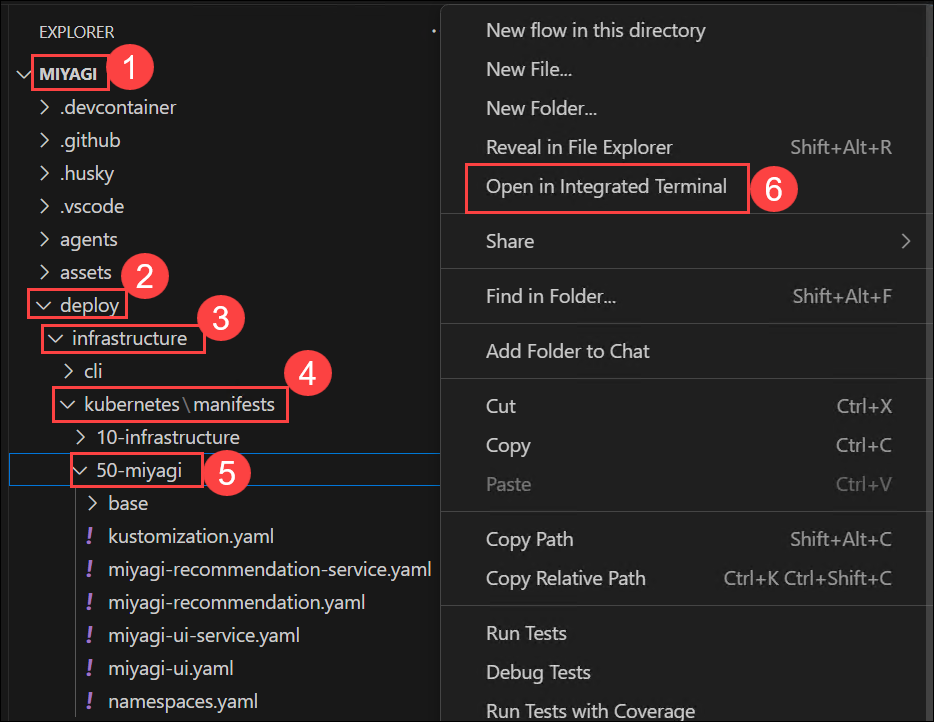 EXPLORER
MIYAGI
1
.devcontainer
.github
.husky
.vscode
agents
assets
2
deploy
3
infrastructure
cli
4
kubernetes\manifests
10-infrastructure
50-miyagi
5
base
! kustomization.yaml
! miyagi-recommendation-service.yaml
! miyagi-recommendation.yaml
! miyagi-ui-service.yaml
! miyagi-ui.yaml
! namespaces.yaml
New flow in this directory
New File...
New Folder...
Reveal in File Explorer Shift+Alt+R
Open in Integrated Terminal
6
Share
Find in Folder... Shift+Alt+F
Add Folder to Chat
Cut Ctrl+X
Copy Ctrl+C
Paste Ctrl+V
Copy Path Shift+Alt+C
Copy Relative Path Ctrl+K Ctrl+Shift+C
Run Tests
Debug Tests
Run Tests with Coverage